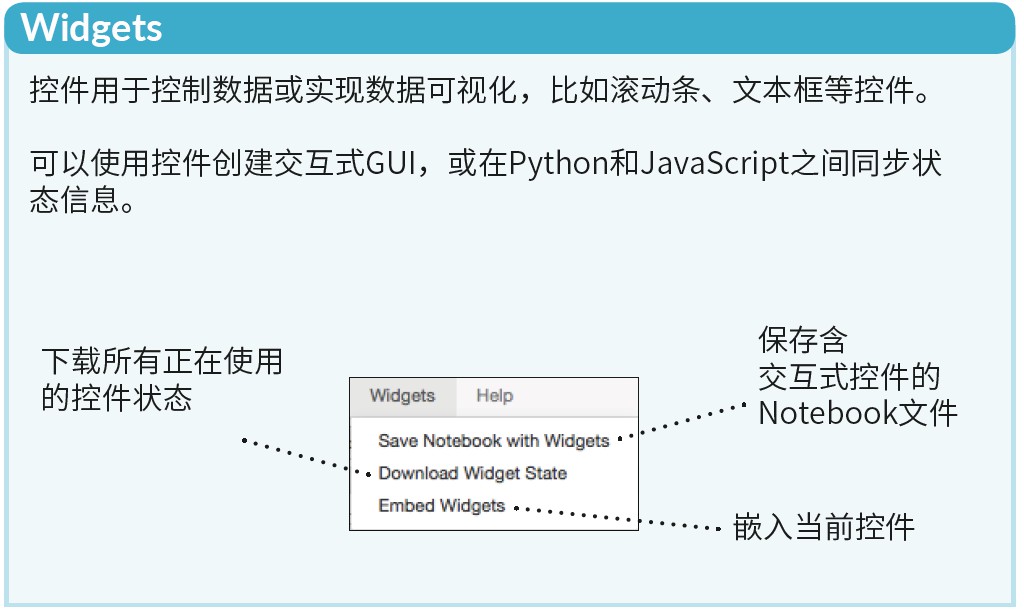 Widgets
控件用于控制数据或实现数据可视化，比如滚动条、文本框等控件。
可以使用控件创建交互式GUI，或在Python和JavaScript之间同步状
态信息。
下载所有正在使用
的控件状态
保存含
交互式控件的
Notebook文件
Widgets Help
Save Notebook with Widgets
Download Widget State
Embed Widgets
嵌入当前控件